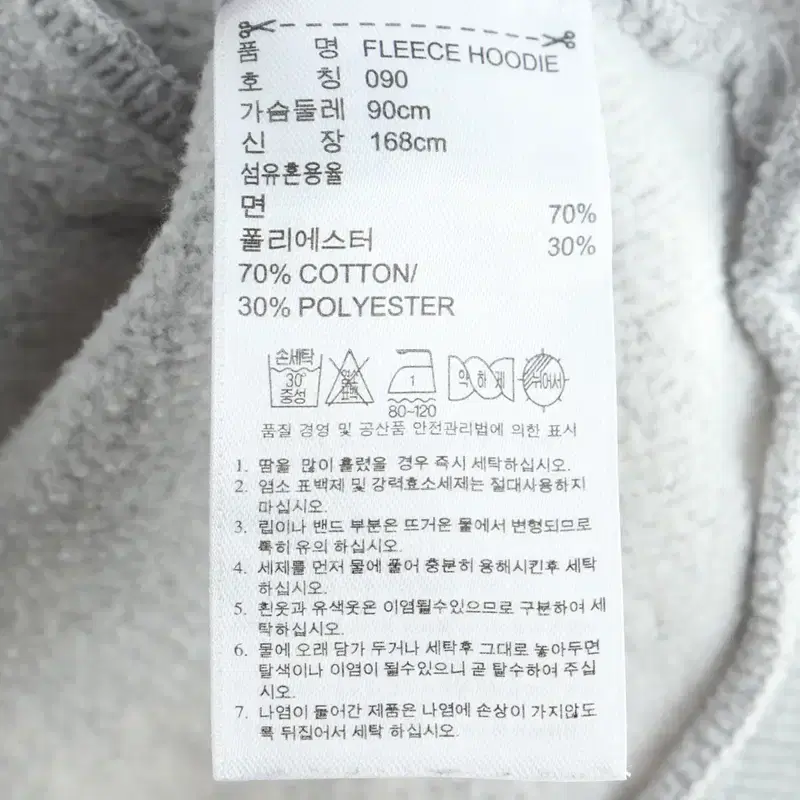 품 명 FLEECE HOODIE
호 칭 090
가슴둘레 90cm
신 장 168cm
섬유혼용율
면 70%
폴리에스터 30%
70% COTTON/
30% POLYESTER
손세탁 30° 중성 염소 표백 1 80~120 약하게 뉘어서
품질 경영 및 공산품 안전관리법에 의한 표시
1. 땀을 많이 흘렸을 경우 즉시 세탁하십시오.
2. 염소 표백제 및 강력효소세제는 절대사용하지
마십시오.
3. 립이나 밴드 부분은 뜨거운 물에서 변형되므로
특히 유의 하십시오.
4. 세제를 먼저 물에 풀어 충분히 용해시킨후 세탁
하십시오.
5. 흰옷과 유색옷은 이염될수있으므로 구분하여 세
탁하십시오.
6. 물에 오래 담가 두거나 세탁후 그대로 놓아두면
탈색이나 이염이 될수있으니 곧 탈수하여 주십
시오.
7. 나염이 들어간 제품은 나염에 손상이 가지않도
록 뒤집어서 세탁 하십시오.